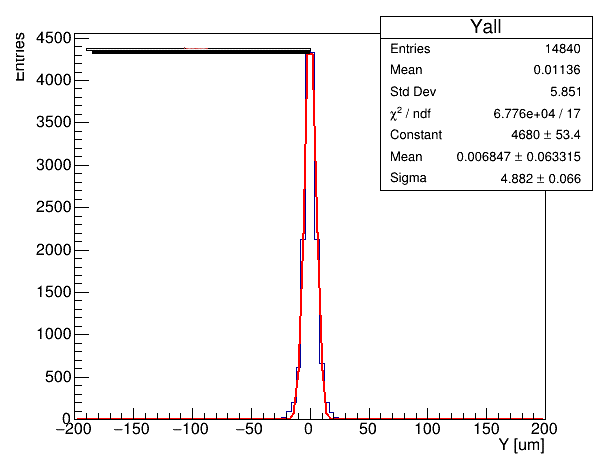 Yall
Entries 14840
Mean 0.01136
Std Dev 5.851
χ² / ndf 6.776e+04 / 17
Constant 4680 ± 53.4
Mean 0.006847 ± 0.063315
Sigma 4.882 ± 0.066
Entries
4500
4000
3500
3000
2500
2000
1500
1000
500
0
−200 −150 −100 −50 0 50 100 150 200
Y [um]